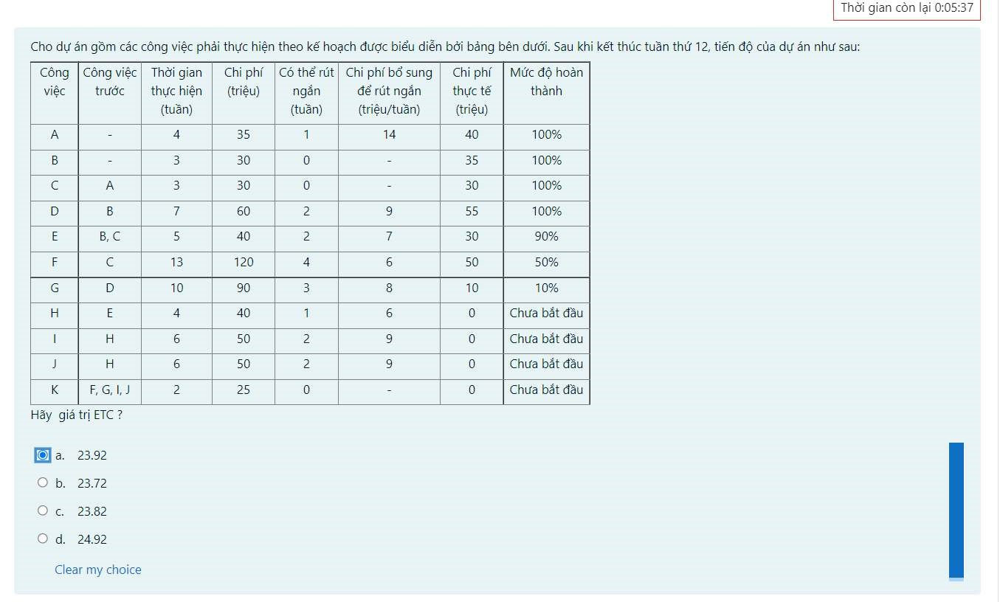 Thời gian còn lại 0:05:37
Cho dự án gồm các công việc phải thực hiện theo kế hoạch được biểu diễn bởi bảng bên dưới. Sau khi kết thúc tuần thứ 12, tiến độ của dự án như sau:
Công việc | Công việc trước | Thời gian thực hiện (tuần) | Chi phí (triệu) | Có thể rút ngắn (tuần) | Chi phí bổ sung để rút ngắn (triệu/tuần) | Chi phí thực tế (triệu) | Mức độ hoàn thành
A | - | 4 | 35 | 1 | 14 | 40 | 100%
B | - | 3 | 30 | 0 | - | 35 | 100%
C | A | 3 | 30 | 0 | - | 30 | 100%
D | B | 7 | 60 | 2 | 9 | 55 | 100%
E | B, C | 5 | 40 | 2 | 7 | 30 | 90%
F | C | 13 | 120 | 4 | 6 | 50 | 50%
G | D | 10 | 90 | 3 | 8 | 10 | 10%
H | E | 4 | 40 | 1 | 6 | 0 | Chưa bắt đầu
I | H | 6 | 50 | 2 | 9 | 0 | Chưa bắt đầu
J | H | 6 | 50 | 2 | 9 | 0 | Chưa bắt đầu
K | F, G, I, J | 2 | 25 | 0 | - | 0 | Chưa bắt đầu
Hãy giá trị ETC ?
a. 23.92
b. 23.72
c. 23.82
d. 24.92
Clear my choice